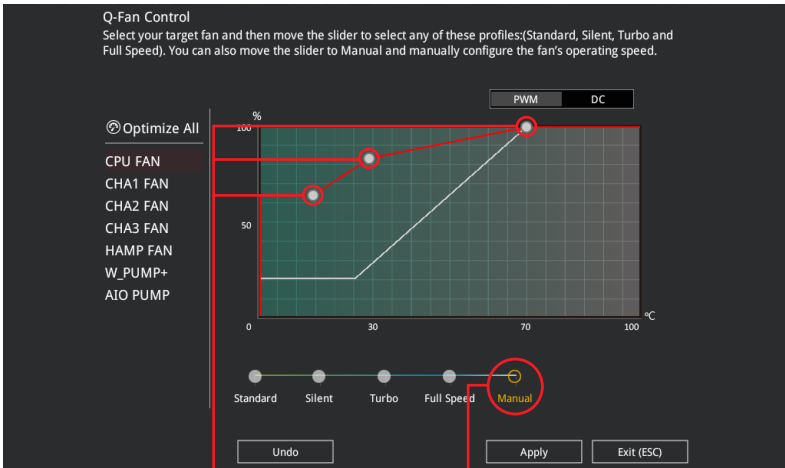 Q-Fan Control
Select your target fan and then move the slider to select any of these profiles:(Standard, Silent, Turbo and
Full Speed). You can also move the slider to Manual and manually configure the fan's operating speed.
PWM DC
Optimize All
CPU FAN
CHA1 FAN
CHA2 FAN
CHA3 FAN
HAMP FAN
W_PUMP+
AIO PUMP
%
100
50
0 30 70 100
ºC
Standard Silent Turbo Full Speed Manual
Undo Apply Exit (ESC)